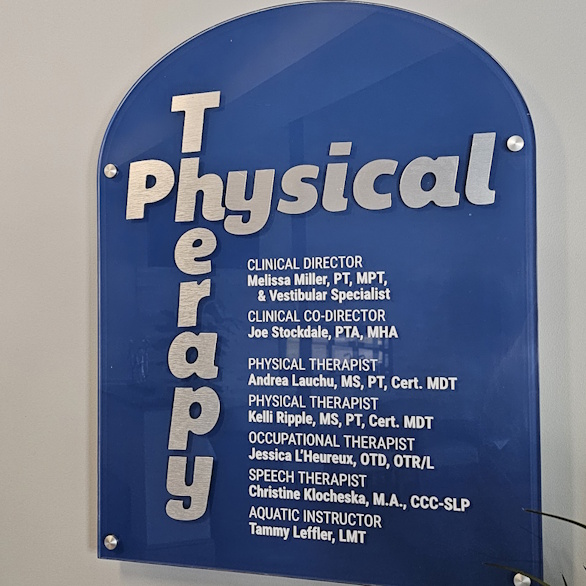 Physical
Therapy
CLINICAL DIRECTOR
Melissa Miller, PT, MPT,
& Vestibular Specialist
CLINICAL CO-DIRECTOR
Joe Stockdale, PTA, MHA
PHYSICAL THERAPIST
Andrea Lauchu, MS, PT, Cert. MDT
PHYSICAL THERAPIST
Kelli Ripple, MS, PT, Cert. MDT
OCCUPATIONAL THERAPIST
Jessica L'Heureux, OTD, OTR/L
SPEECH THERAPIST
Christine Klocheska, M.A., CCC-SLP
AQUATIC INSTRUCTOR
Tammy Leffler, LMT